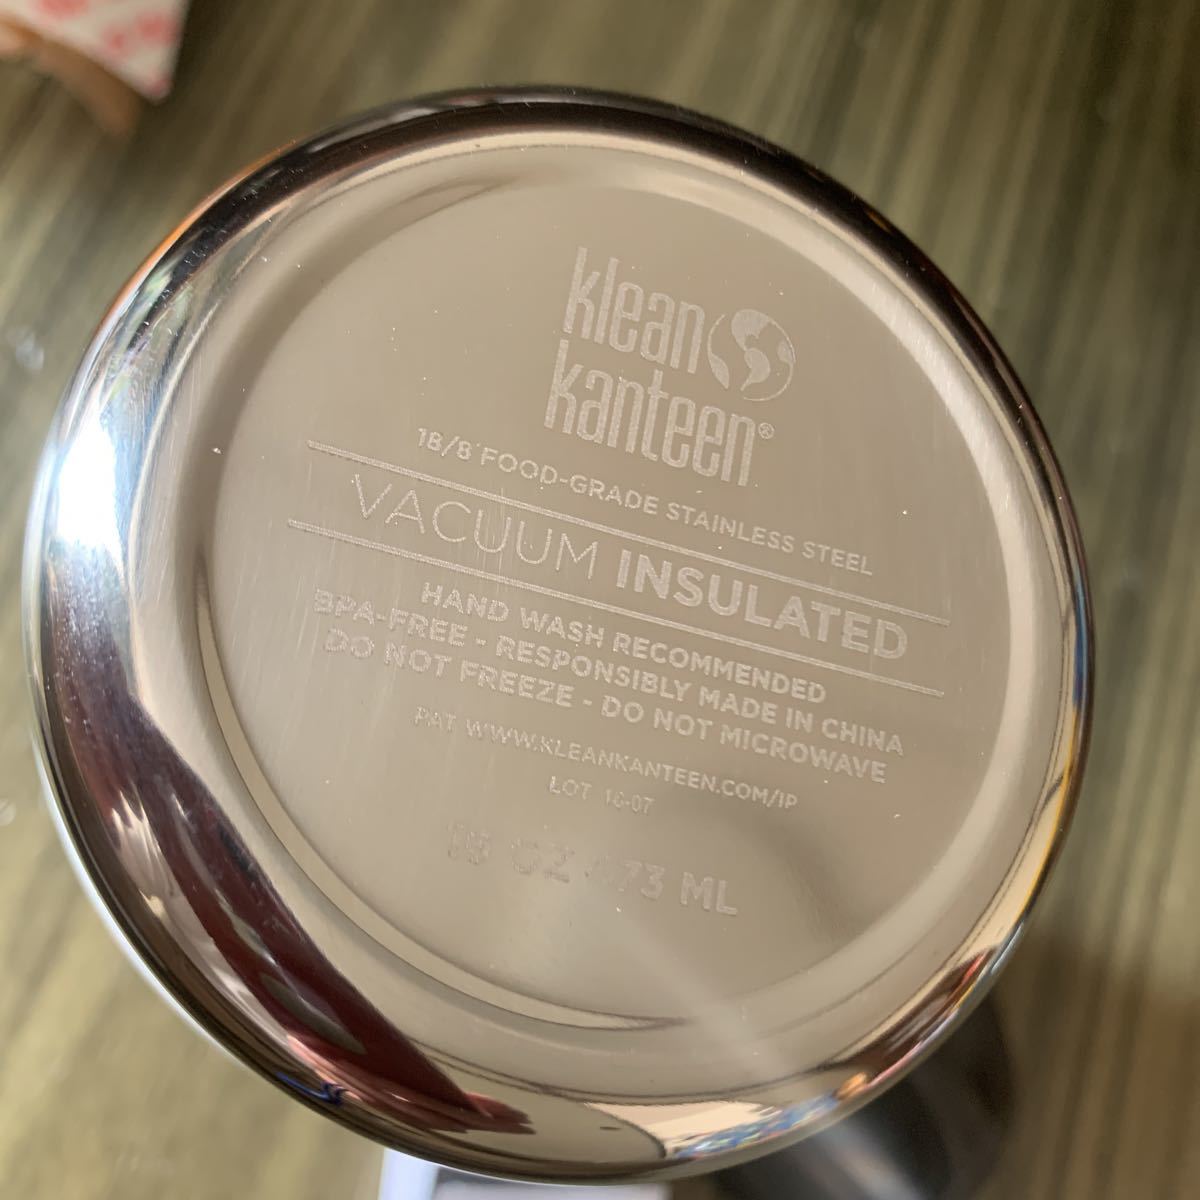 klean
kanteen®
18/8 FOOD-GRADE STAINLESS STEEL
VACUUM INSULATED
HAND WASH RECOMMENDED
BPA-FREE - RESPONSIBLY MADE IN CHINA
DO NOT FREEZE - DO NOT MICROWAVE
PAT WWW.KLEANKANTEEN.COM/IP
LOT 16-07
OZ ML